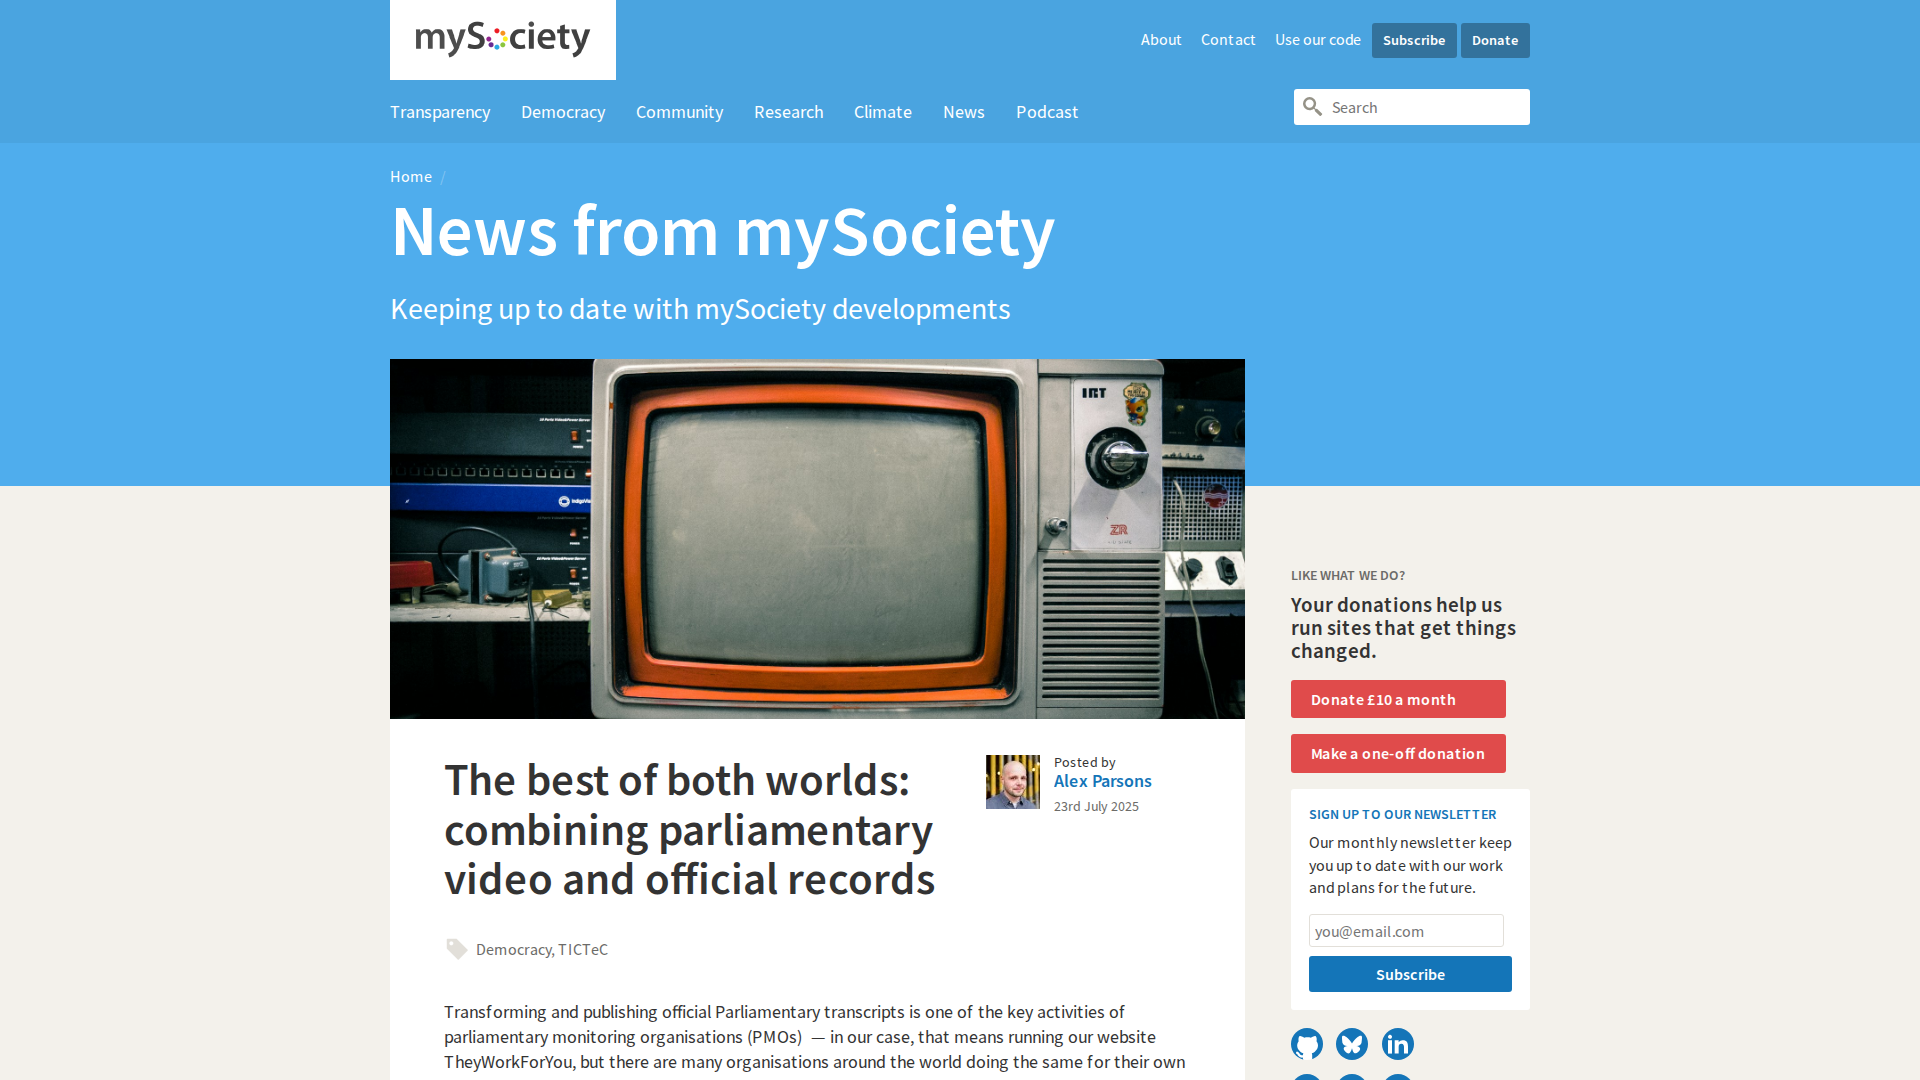 mySociety
About
Contact
Use our code
Subscribe
Donate
Transparency
Democracy
Community
Research
Climate
News
Podcast
Search
Home /
News from mySociety
Keeping up to date with mySociety developments
IRT
ZR
The best of both worlds:
combining parliamentary
video and official records
Posted by
Alex Parsons
23rd July 2025
Democracy, TICTeC
Transforming and publishing official Parliamentary transcripts is one of the key activities of
parliamentary monitoring organisations (PMOs) — in our case, that means running our website
TheyWorkForYou, but there are many organisations around the world doing the same for their own
LIKE WHAT WE DO?
Your donations help us
run sites that get things
changed.
Donate £10 a month
Make a one-off donation
SIGN UP TO OUR NEWSLETTER
Our monthly newsletter keep
you up to date with our work
and plans for the future.
you@email.com
Subscribe